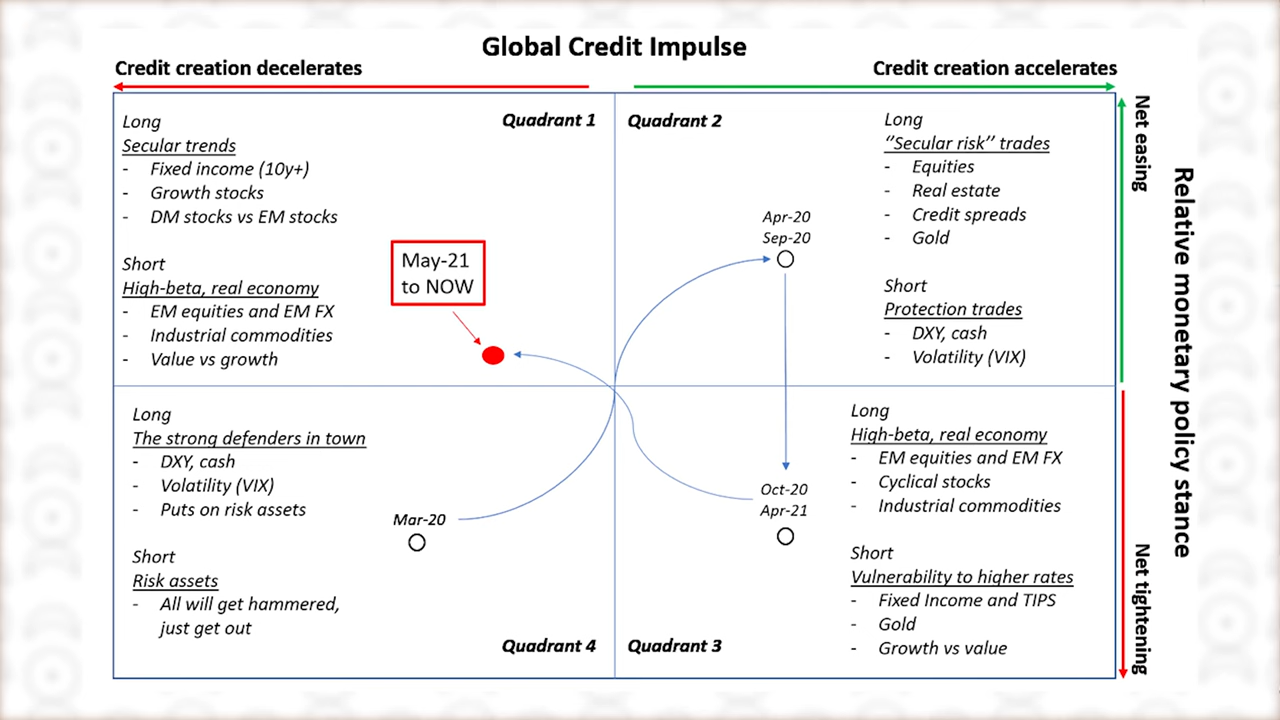 Global Credit Impulse
Credit creation decelerates
Credit creation accelerates
Quadrant 1
Long
Secular trends
- Fixed income (10y+)
- Growth stocks
- DM stocks vs EM stocks
Short
High-beta, real economy
- EM equities and EM FX
- Industrial commodities
- Value vs growth
May-21
to NOW
Quadrant 2
Long
‘’Secular risk’’ trades
- Equities
- Real estate
- Credit spreads
- Gold
Short
Protection trades
- DXY, cash
- Volatility (VIX)
Apr-20
Sep-20
Net easing
Relative monetary policy stance
Long
The strong defenders in town
- DXY, cash
- Volatility (VIX)
- Puts on risk assets
Short
Risk assets
- All will get hammered,
just get out
Mar-20
Quadrant 4
Oct-20
Apr-21
Long
High-beta, real economy
- EM equities and EM FX
- Cyclical stocks
- Industrial commodities
Short
Vulnerability to higher rates
- Fixed Income and TIPS
- Gold
- Growth vs value
Quadrant 3
Net tightening